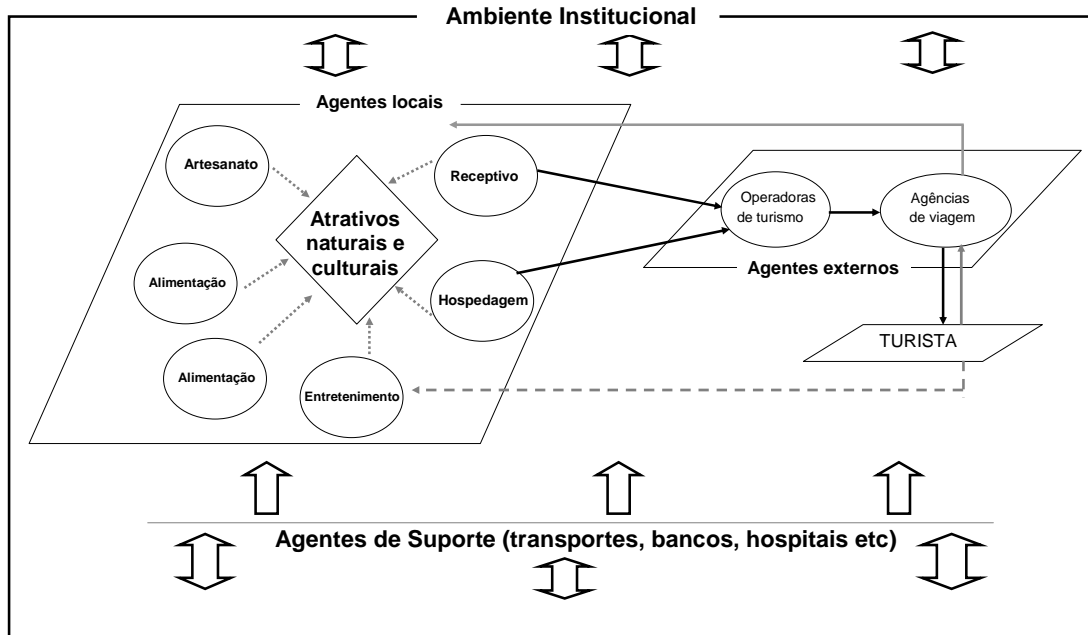 Ambiente Institucional
Agentes locais
Artesanato
Receptivo
Atrativos
naturais e
culturais
Alimentação
Hospedagem
Alimentação
Entretenimento
Operadoras
de turismo
Agências
de viagem
Agentes externos
TURISTA
Agentes de Suporte (transportes, bancos, hospitais etc)